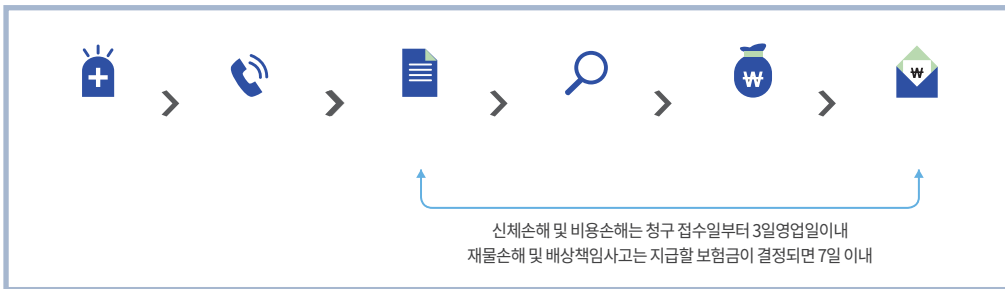 ₩
₩
신체손해 및 비용손해는 청구 접수일부터 3일영업일이내
재물손해 및 배상책임사고는 지급할 보험금이 결정되면 7일 이내